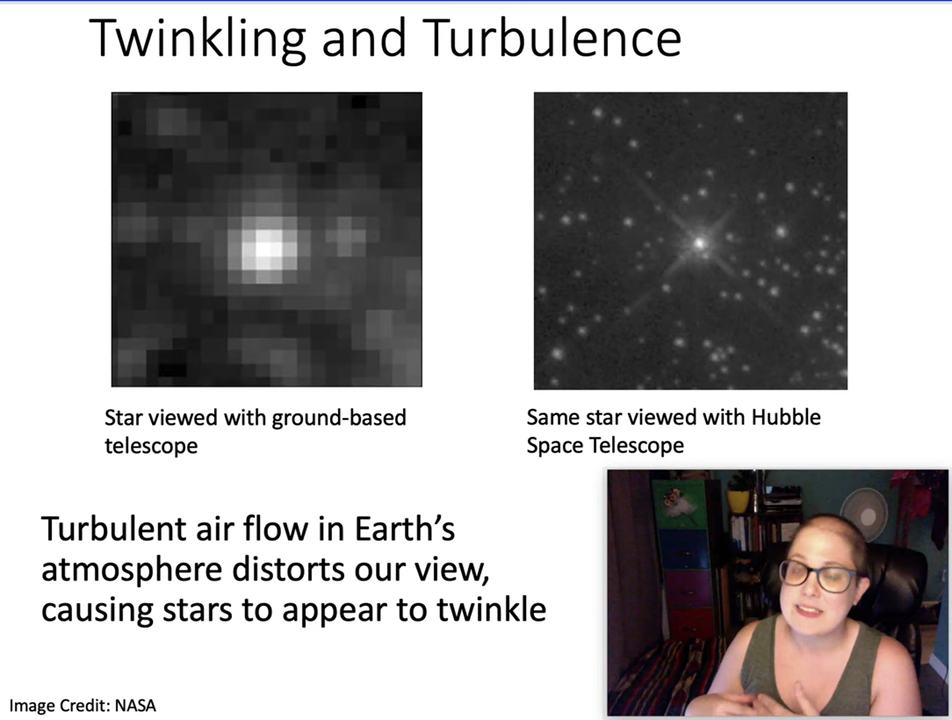 Twinkling and Turbulence
Star viewed with ground-based
telescope
Same star viewed with Hubble
Space Telescope
Turbulent air flow in Earth’s
atmosphere distorts our view,
causing stars to appear to twinkle
Image Credit: NASA